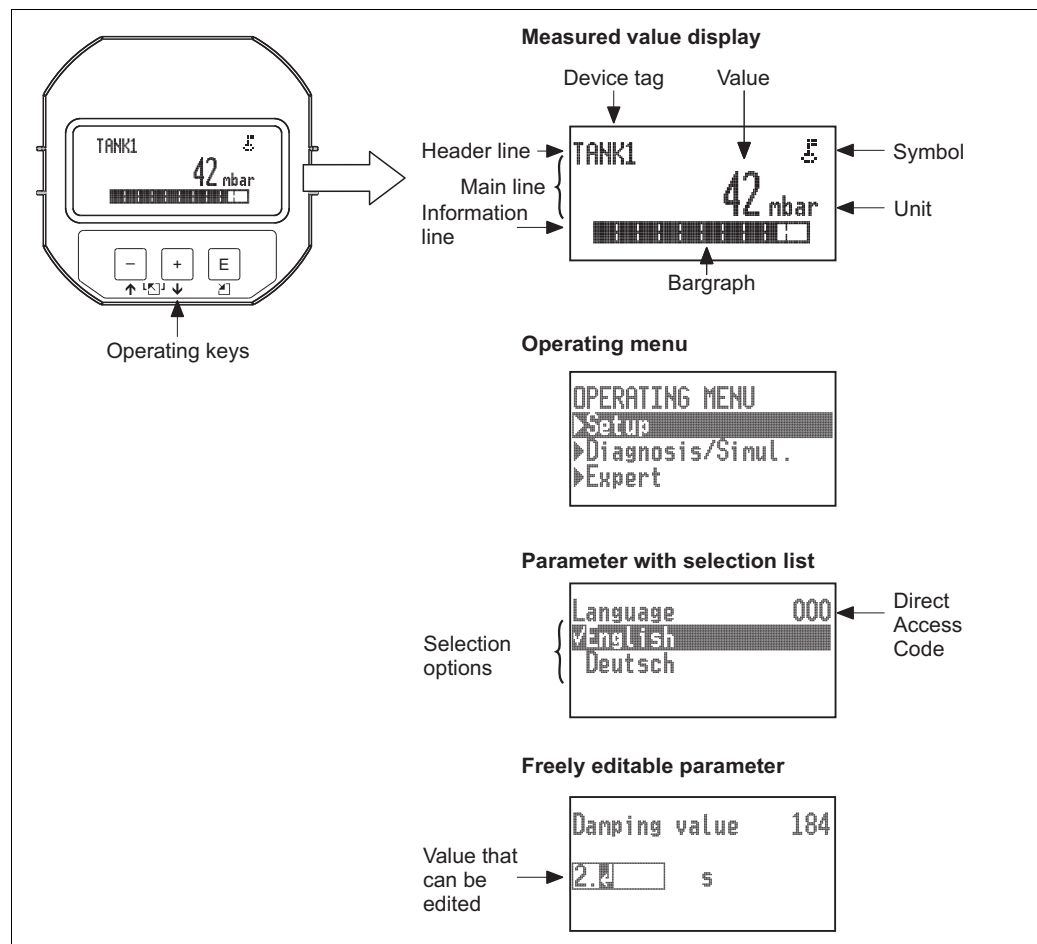 Measured value display
Device tag
Value
TANK1
42 mbar
– + E
Operating keys
Header line
Main line
Information
line
TANK1
42 mbar
Symbol
Unit
Bargraph
Operating menu
OPERATING MENU
Setup
Diagnosis/Simul.
Expert
Parameter with selection list
Language 000
English
Deutsch
Selection
options
Direct
Access
Code
Freely editable parameter
Damping value 184
2. s
Value that
can be
edited